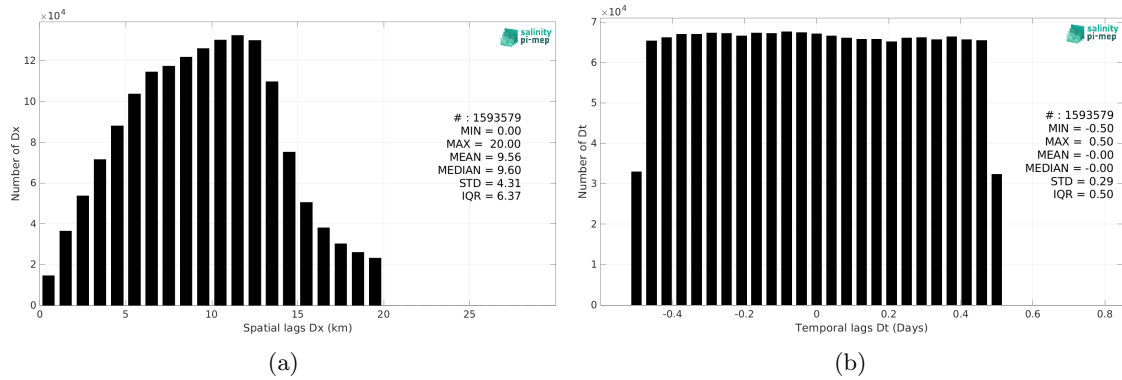 ×10⁴
12
10
8
6
4
2
0
Number of Dx
0 5 10 15 20 25
Spatial lags Dx (km)
salinity
pi-mep
# : 1593579
MIN = 0.00
MAX = 20.00
MEAN = 9.56
MEDIAN = 9.60
STD = 4.31
IQR = 6.37
(a)
×10⁴
7
6
5
4
3
2
1
0
Number of Dt
-0.4 -0.2 0 0.2 0.4 0.6 0.8
Temporal lags Dt (Days)
salinity
pi-mep
# : 1593579
MIN = -0.50
MAX = 0.50
MEAN = -0.00
MEDIAN = -0.00
STD = 0.29
IQR = 0.50
(b)